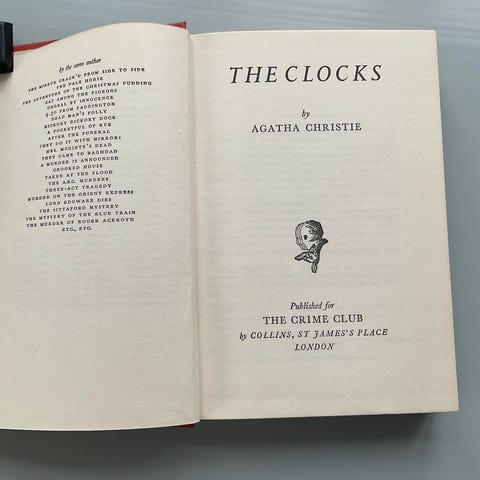 by the same author
THE MIRROR CRACK'D FROM SIDE TO SIDE
THE PALE HORSE
THE ADVENTURE OF THE CHRISTMAS PUDDING
CAT AMONG THE PIGEONS
ORDEAL BY INNOCENCE
4.50 FROM PADDINGTON
DEAD MAN'S FOLLY
HICKORY DICKORY DOCK
A POCKETFUL OF RYE
AFTER THE FUNERAL
THEY DO IT WITH MIRRORS
MRS. MCGINTY'S DEAD
THEY CAME TO BAGHDAD
A MURDER IS ANNOUNCED
CROOKED HOUSE
TAKEN AT THE FLOOD
THE A.B.C. MURDERS
THREE-ACT TRAGEDY
MURDER ON THE ORIENT EXPRESS
LORD EDGWARE DIES
THE SITTAFORD MYSTERY
THE MYSTERY OF THE BLUE TRAIN
THE MURDER OF ROGER ACKROYD
ETC., ETC.
THE CLOCKS
by
AGATHA CHRISTIE
Published for
THE CRIME CLUB
by COLLINS, ST JAMES'S PLACE
LONDON